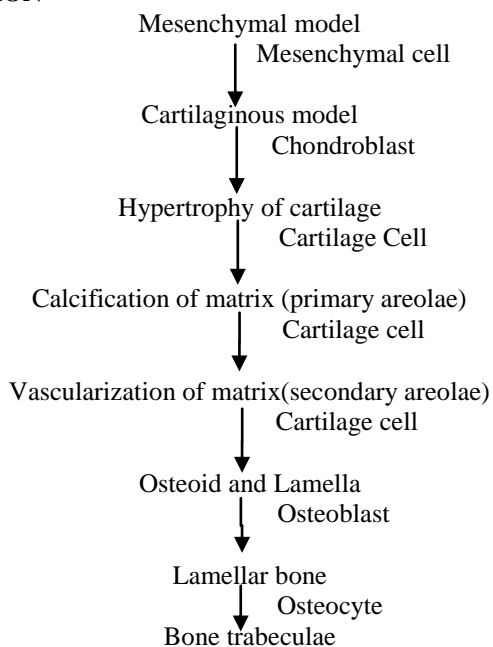 Mesenchymal model
Mesenchymal cell
Cartilaginous model
Chondroblast
Hypertrophy of cartilage
Cartilage Cell
Calcification of matrix (primary areolae)
Cartilage cell
Vascularization of matrix(secondary areolae)
Cartilage cell
Osteoid and Lamella
Osteoblast
Lamellar bone
Osteocyte
Bone trabeculae